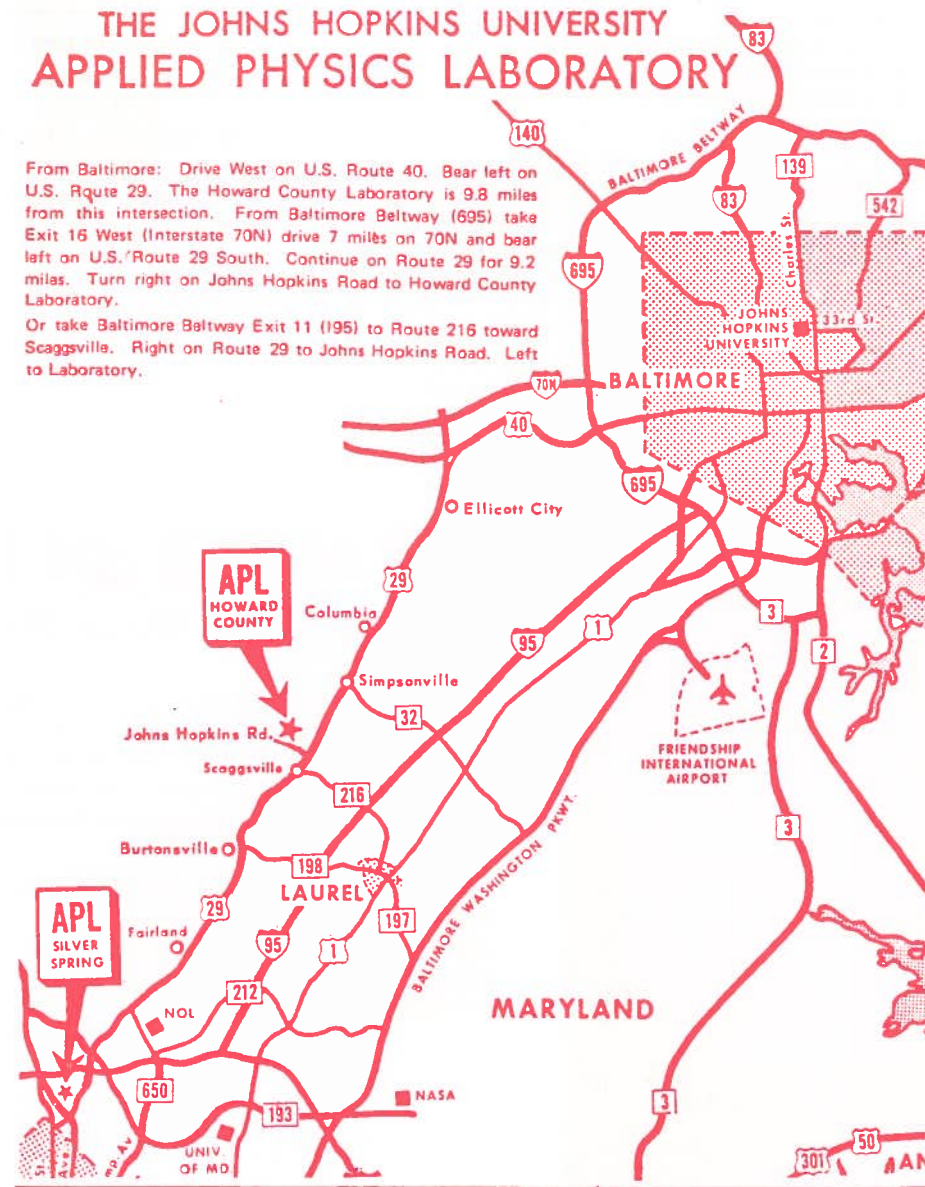 THE JOHNS HOPKINS UNIVERSITY
APPLIED PHYSICS LABORATORY
From Baltimore: Drive West on U.S. Route 40. Bear left on
U.S. Route 29. The Howard County Laboratory is 9.8 miles
from this intersection. From Baltimore Beltway (695) take
Exit 16 West (Interstate 70N) drive 7 miles on 70N and bear
left on U.S. Route 29 South. Continue on Route 29 for 9.2
miles. Turn right on Johns Hopkins Road to Howard County
Laboratory.
Or take Baltimore Beltway Exit 11 (195) to Route 216 toward
Scaggsville. Right on Route 29 to Johns Hopkins Road. Left
to Laboratory.
83
140
BALTIMORE BELTWAY
139
83
542
695
Charles St.
JOHNS
HOPKINS
UNIVERSITY
33rd St.
70N
BALTIMORE
40
695
Ellicott City
APL
HOWARD
COUNTY
29
Columbia
3
1
95
2
Simpsonville
32
Johns Hopkins Rd.
FRIENDSHIP
INTERNATIONAL
AIRPORT
Scaggsville
216
3
Burtonsville
198
LAUREL
BALTIMORE WASHINGTON PKWT.
APL
SILVER
SPRING
29
197
Fairland
95
1
212
NOL
MARYLAND
650
NASA
193
3
UNIV.
OF MD.
St.
Ave.
mp. Av
50
301
AN